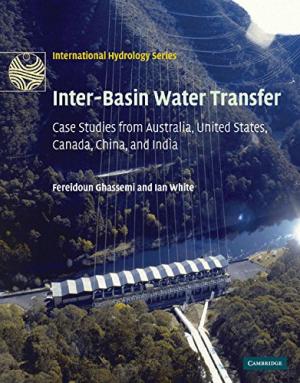 International Hydrology Series
Inter-Basin Water Transfer
Case Studies from Australia, United States,
Canada, China, and India
Fereidoun Ghassemi and Ian White
CAMBRIDGE